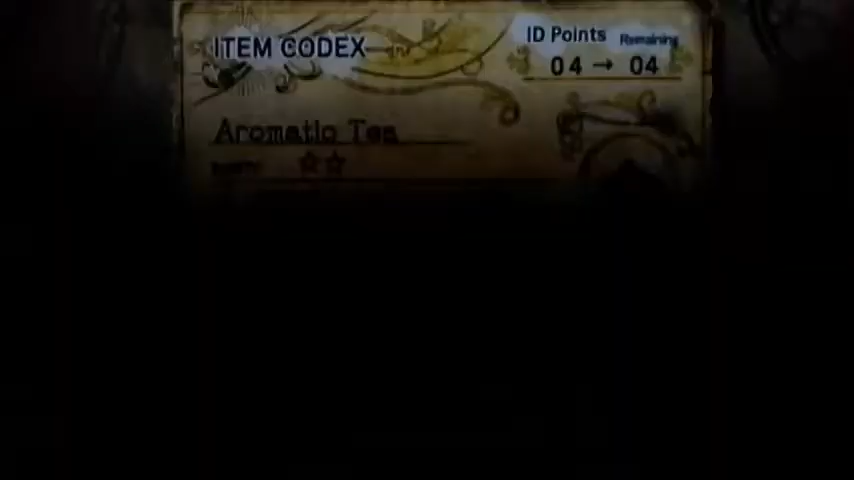 ITEM CODEX
ID Points Remaining
04 → 04
Aromatic Tea
☆☆